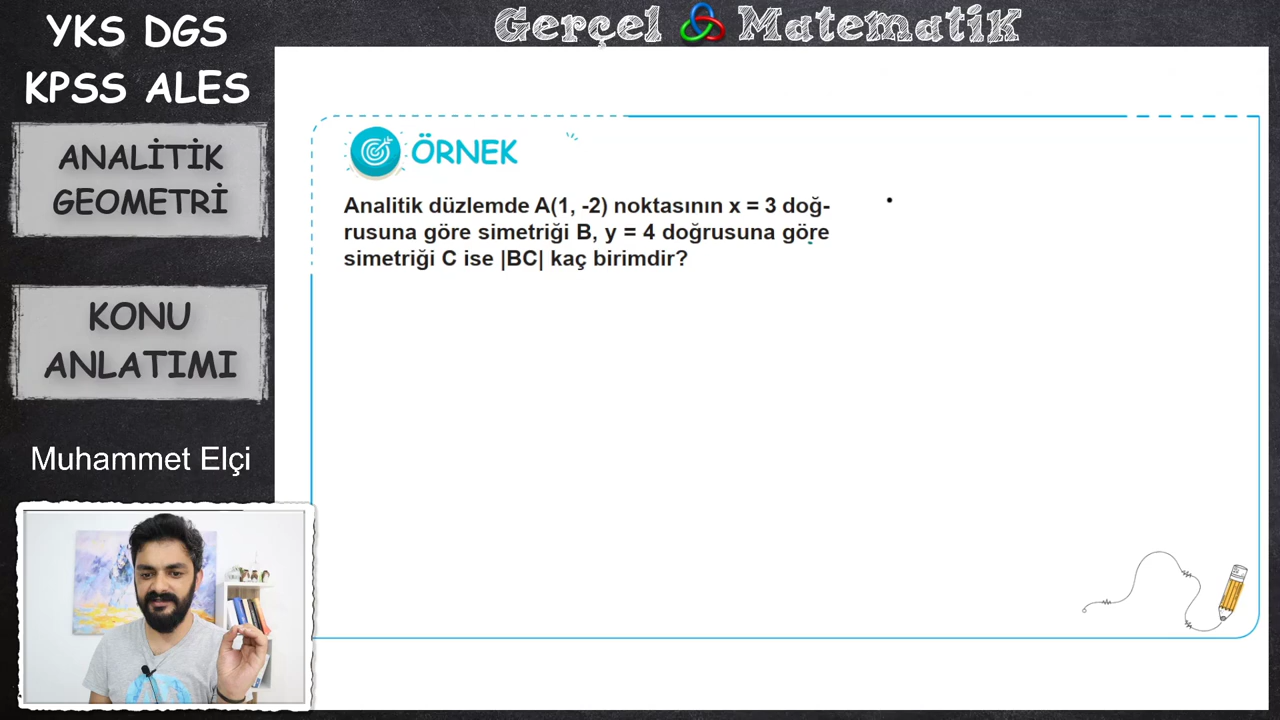 YKS DGS
KPSS ALES
Gerçel Matematik
ANALİTİK
GEOMETRİ
KONU
ANLATIMI
Muhammet Elçi
ÖRNEK
Analitik düzlemde A(1, -2) noktasının x = 3 doğ-
rusuna göre simetriği B, y = 4 doğrusuna göre
simetriği C ise |BC| kaç birimdir?